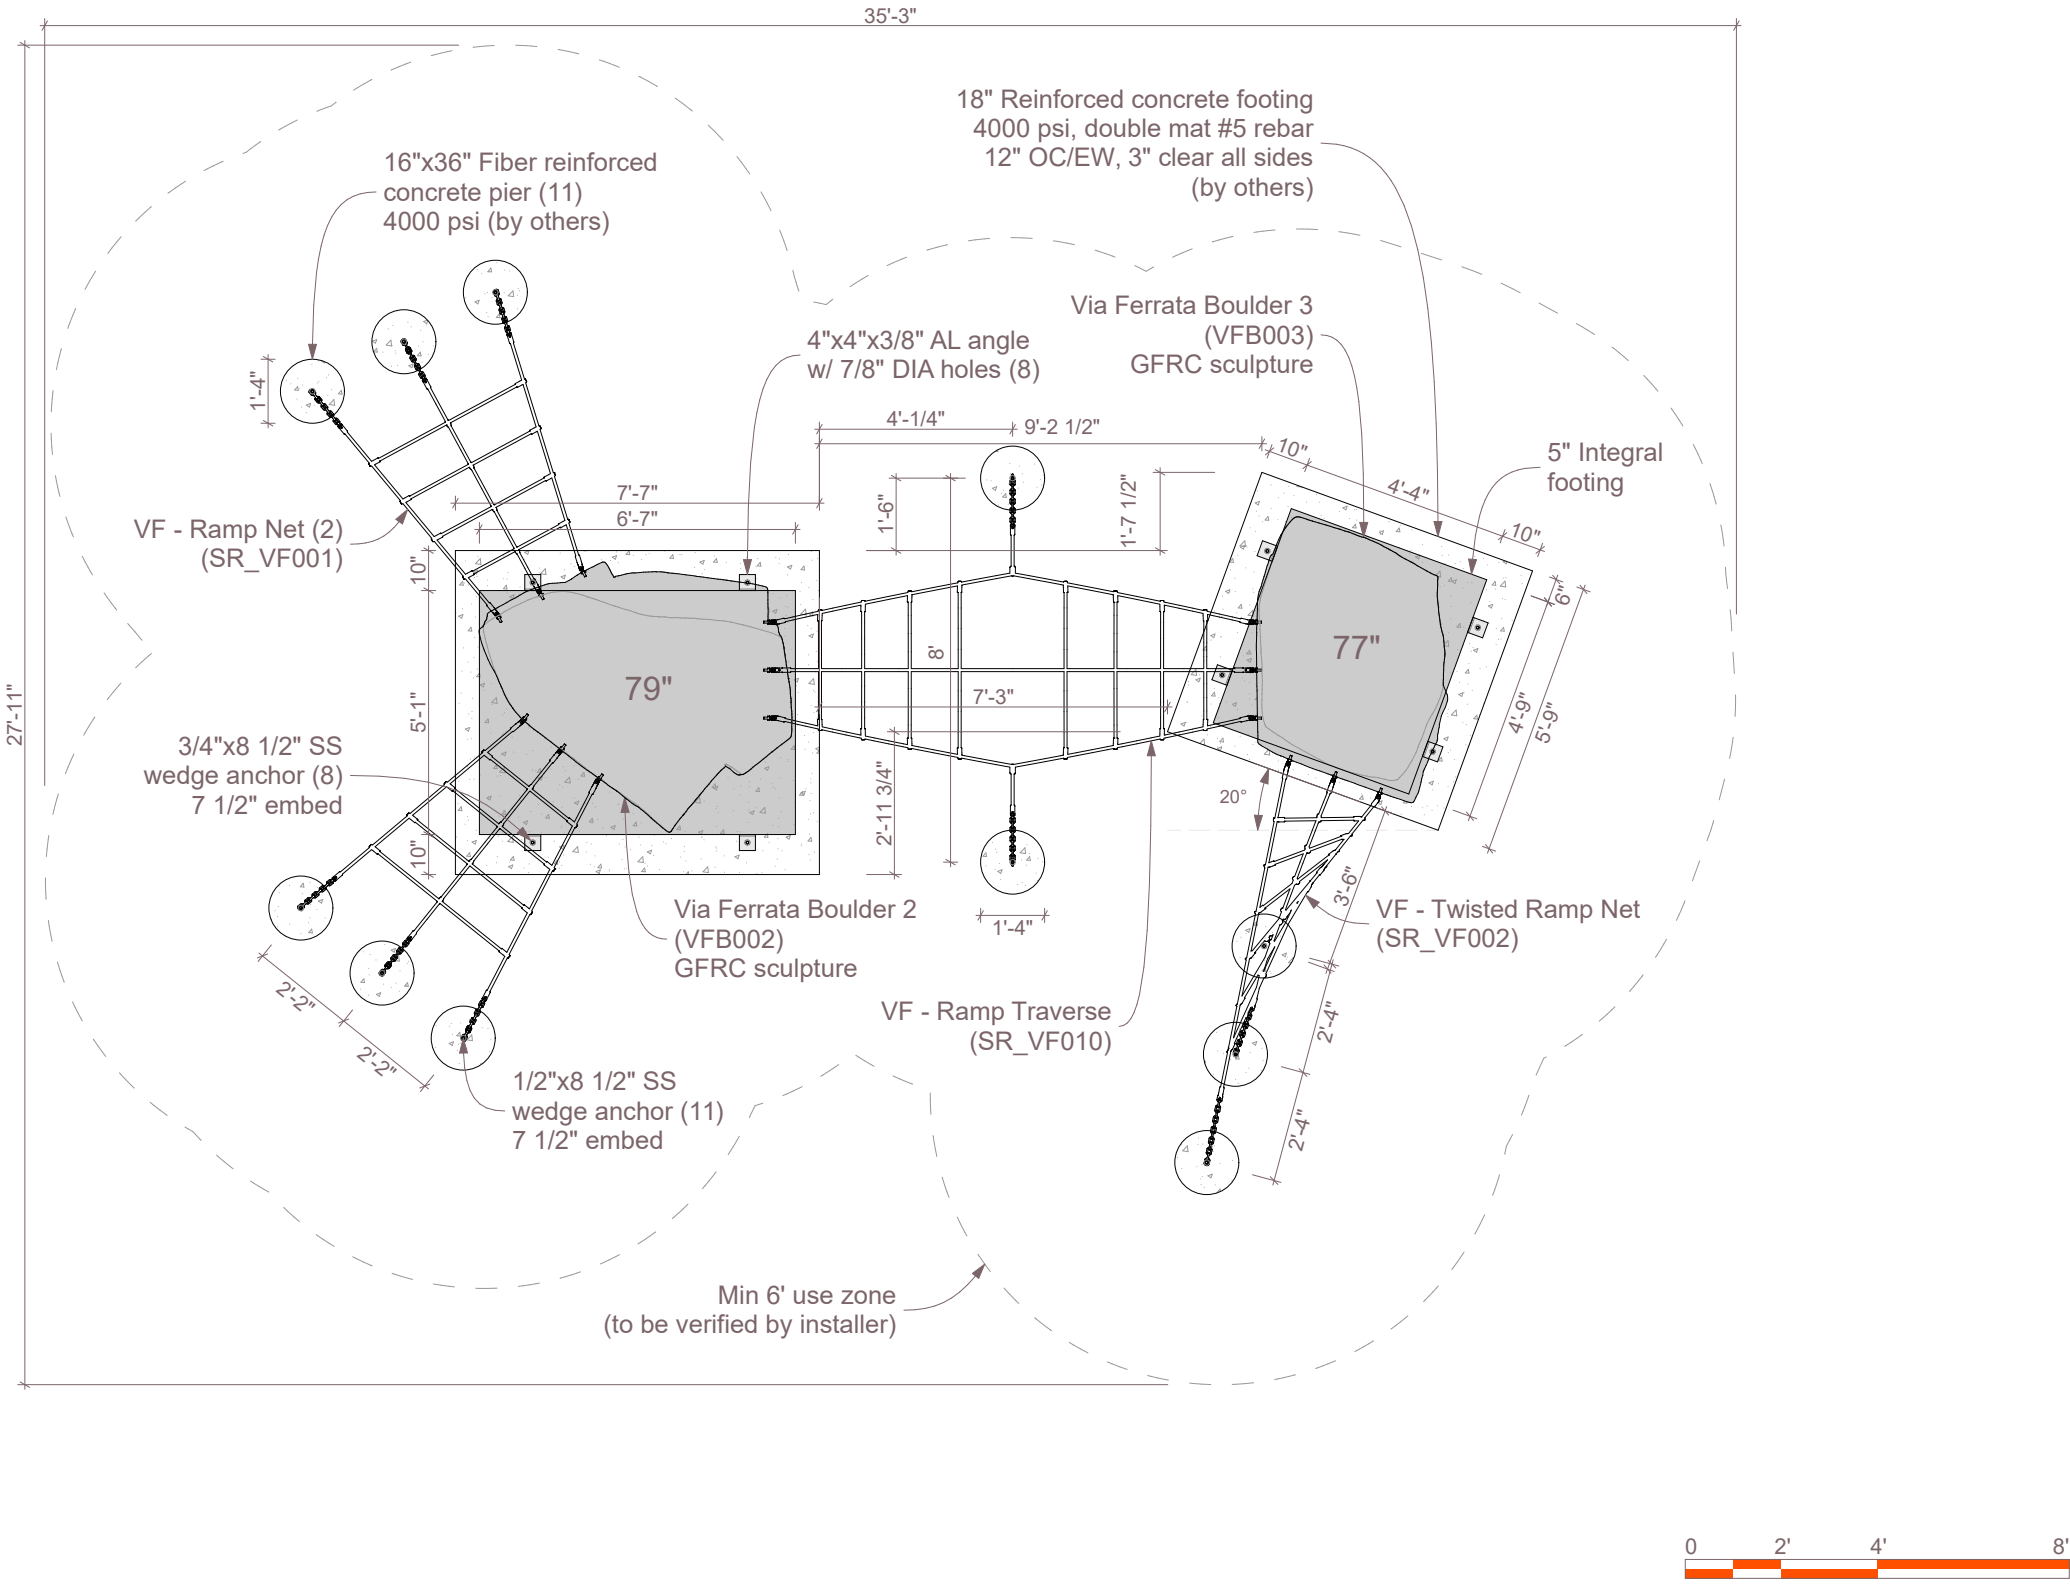 35'-3"
18" Reinforced concrete footing
4000 psi, double mat #5 rebar
12" OC/EW, 3" clear all sides
(by others)
16"x36" Fiber reinforced
concrete pier (11)
4000 psi (by others)
Via Ferrata Boulder 3
(VFB003)
GFRC sculpture
4"x4"x3/8" AL angle
w/ 7/8" DIA holes (8)
1'-4"
4'-1/4"
9'-2 1/2"
10"
4'-4"
10"
5" Integral
footing
7'-7"
6'-7"
1'-6"
1'-7 1/2"
VF - Ramp Net (2)
(SR_VF001)
10"
6"
79"
77"
8'
7'-3"
5'-1"
4'-9"
5'-9"
27'-11"
3/4"x8 1/2" SS
wedge anchor (8)
7 1/2" embed
20°
2'-11 3/4"
10"
3'-6"
Via Ferrata Boulder 2
(VFB002)
GFRC sculpture
1'-4"
VF - Twisted Ramp Net
(SR_VF002)
2'-2"
2'-2"
VF - Ramp Traverse
(SR_VF010)
2'-4"
2'-4"
1/2"x8 1/2" SS
wedge anchor (11)
7 1/2" embed
Min 6' use zone
(to be verified by installer)
0 2' 4' 8'